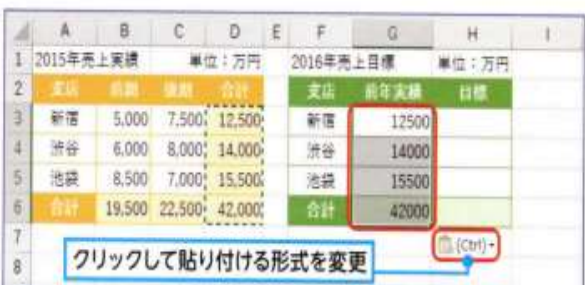 A B C D E F G H I
1 2015年売上実績 単位：万円 2016年売上目標 単位：万円
2 支店 前期 後期 合計 支店 前年実績 目標
3 新宿 5,000 7,500 12,500 新宿 12500
4 渋谷 6,000 8,000 14,000 渋谷 14000
5 池袋 8,500 7,000 15,500 池袋 15500
6 合計 19,500 22,500 42,000 合計 42000
7 (Ctrl)
8 クリックして貼り付ける形式を変更